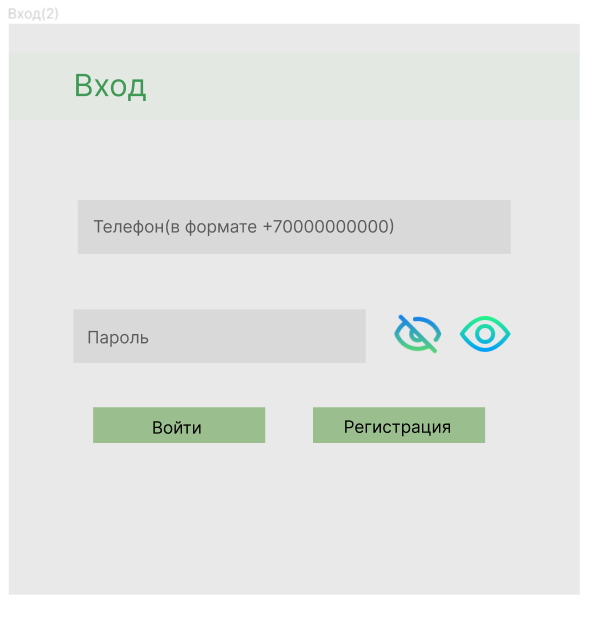 Вход(2)
Вход
Телефон(в формате +70000000000)
Пароль
Войти
Регистрация